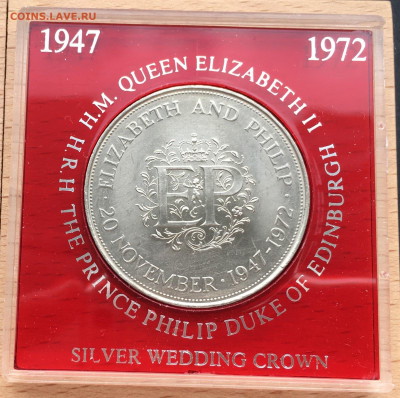 COINS.LAVE.RU
1947 1972
H.M. QUEEN ELIZABETH II
H.R.H THE PRINCE PHILIP DUKE OF EDINBURGH
· ELIZABETH AND PHILIP ·
20 NOVEMBER · 1947-1972
EP
SILVER WEDDING CROWN